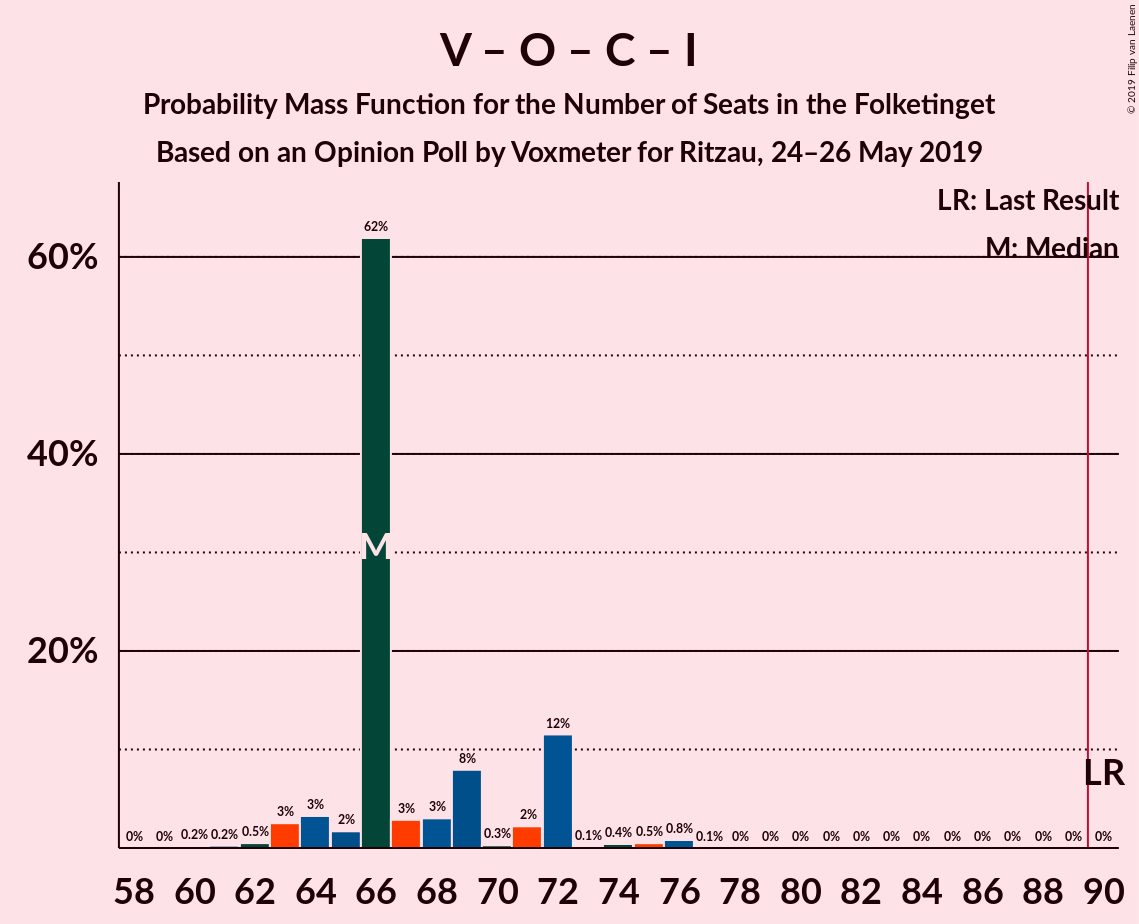 V – O – C – I
Probability Mass Function for the Number of Seats in the Folketinget
Based on an Opinion Poll by Voxmeter for Ritzau, 24–26 May 2019
© 2019 Filip van Laenen
LR: Last Result
M: Median
60%
40%
20%
0% 0% 0.2% 0.2% 0.5% 3% 3% 2% 62% 3% 3% 8% 0.3% 2% 12% 0.1% 0.4% 0.5% 0.8% 0.1% 0% 0% 0% 0% 0% 0% 0% 0% 0% 0% 0% 0% 0%
M
LR
58 60 62 64 66 68 70 72 74 76 78 80 82 84 86 88 90